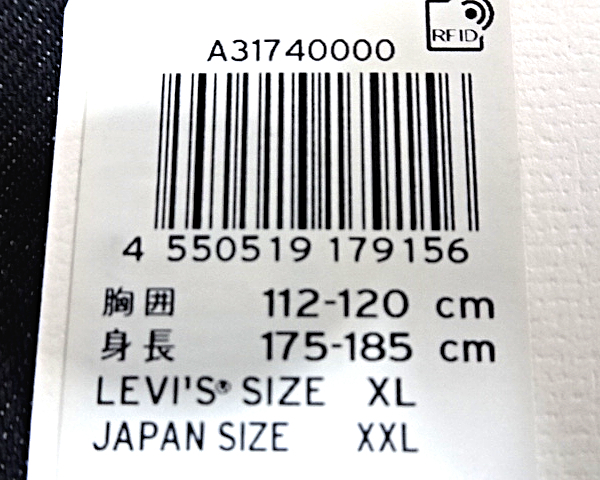 RFID
A31740000
4 550519 179156
胸囲 112-120 cm
身長 175-185 cm
LEVI'S® SIZE XL
JAPAN SIZE XXL